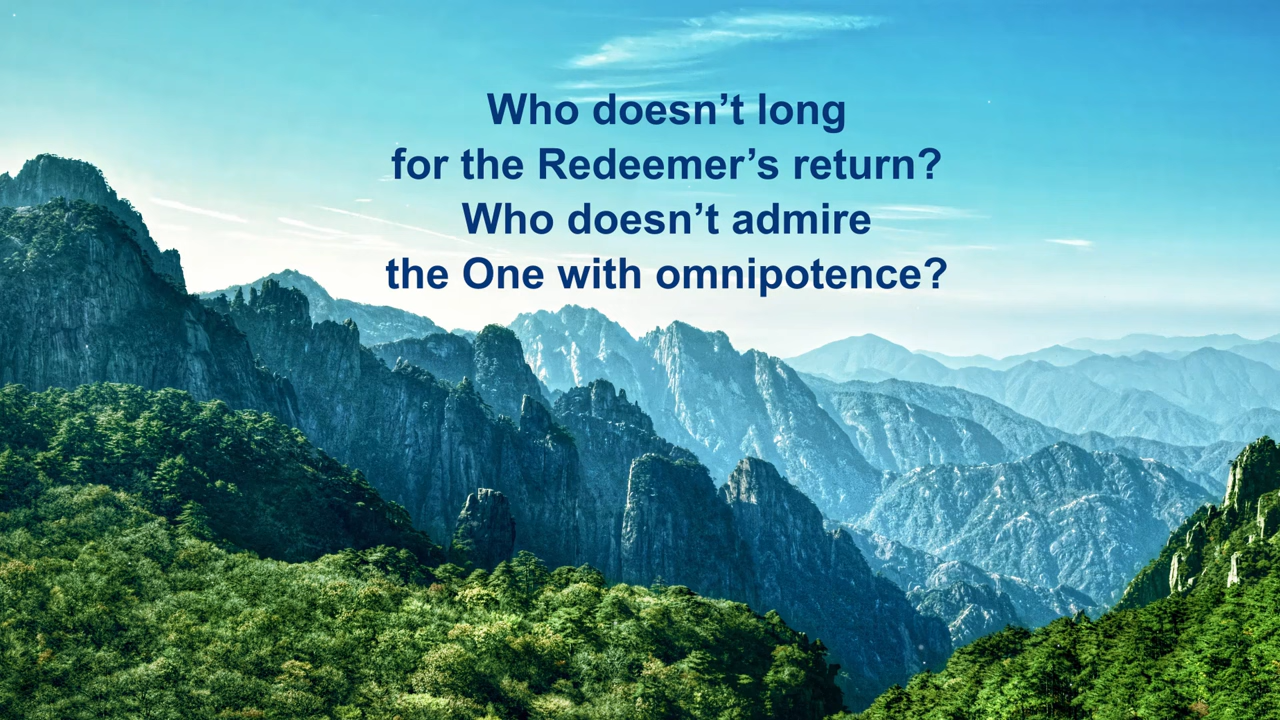 Who doesn’t long
for the Redeemer’s return?
Who doesn’t admire
the One with omnipotence?